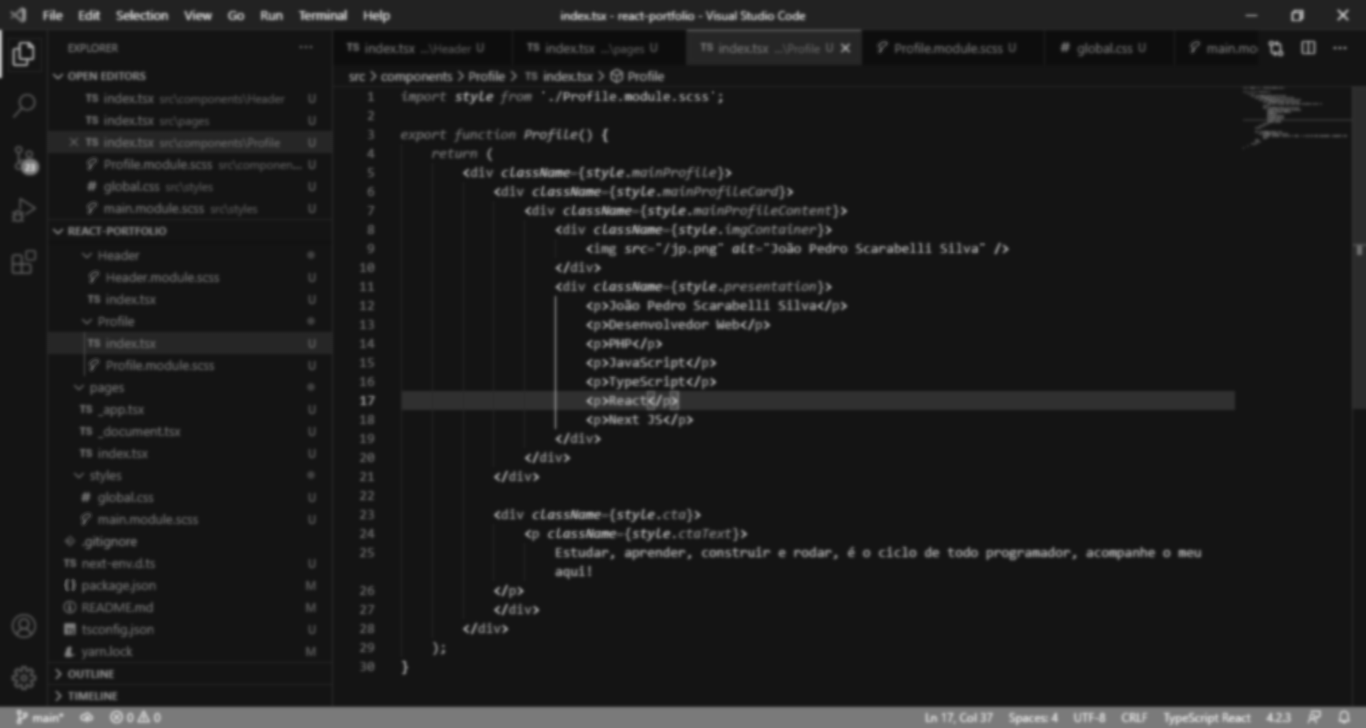 File Edit Selection View Go Run Terminal Help
index.tsx - react-portfolio - Visual Studio Code
EXPLORER
OPEN EDITORS
TS index.tsx src\components\Header U
TS index.tsx src\pages U
TS index.tsx src\components\Profile U
Profile.module.scss src\componen... U
# global.css src\styles U
main.module.scss src\styles U
REACT-PORTFOLIO
Header
Header.module.scss U
TS index.tsx U
Profile
TS index.tsx U
Profile.module.scss U
pages
TS _app.tsx U
TS _document.tsx U
TS index.tsx U
styles
# global.css U
main.module.scss U
.gitignore
TS next-env.d.ts U
{} package.json M
README.md M
tsconfig.json U
yarn.lock M
OUTLINE
TIMELINE
TS index.tsx ...\Header U
TS index.tsx ...\pages U
TS index.tsx ...\Profile U
Profile.module.scss U
# global.css U
main.mo
src > components > Profile > TS index.tsx > Profile
1 import style from './Profile.module.scss';
2
3 export function Profile() {
4 return (
5 <div className={style.mainProfile}>
6 <div className={style.mainProfileCard}>
7 <div className={style.mainProfileContent}>
8 <div className={style.imgContainer}>
9 <img src="/jp.png" alt="João Pedro Scarabelli Silva" />
10 </div>
11 <div className={style.presentation}>
12 <p>João Pedro Scarabelli Silva</p>
13 <p>Desenvolvedor Web</p>
14 <p>PHP</p>
15 <p>JavaScript</p>
16 <p>TypeScript</p>
17 <p>React</p>
18 <p>Next JS</p>
19 </div>
20 </div>
21 </div>
22
23 <div className={style.cta}>
24 <p className={style.ctaText}>
25 Estudar, aprender, construir e rodar, é o ciclo de todo programador, acompanhe o meu
aqui!
26 </p>
27 </div>
28 </div>
29 );
30 }
main* 0 0
Ln 17, Col 37 Spaces: 4 UTF-8 CRLF TypeScript React 4.2.3